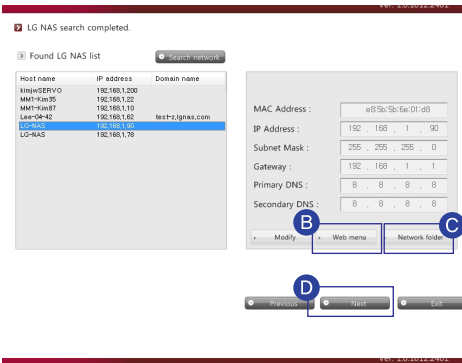 Ver. 2.0.1012.2401
LG NAS search completed.
Found LG NAS list
Search network
Host name IP address Domain name
kimjwSERVO 192,168,1,200
MM1-Kim35 192,168,1,22
MM1-Kim87 192,168,1,10
Lee-04-42 192,168,1,62 test-z,lgnas,com
LG-NAS 192,168,1,90
LG-NAS 192,168,1,78
MAC Address : e8:5b:5b:6e:01:d8
IP Address : 192 . 168 . 1 . 90
Subnet Mask : 255 . 255 . 255 . 0
Gateway : 192 . 168 . 1 . 1
Primary DNS : 8 . 8 . 8 . 8
Secondary DNS : 8 . 8 . 8 . 8
B
C
Modify Web menu Network folder
D
Previous Next Exit
Ver. 2.0.1012.2401